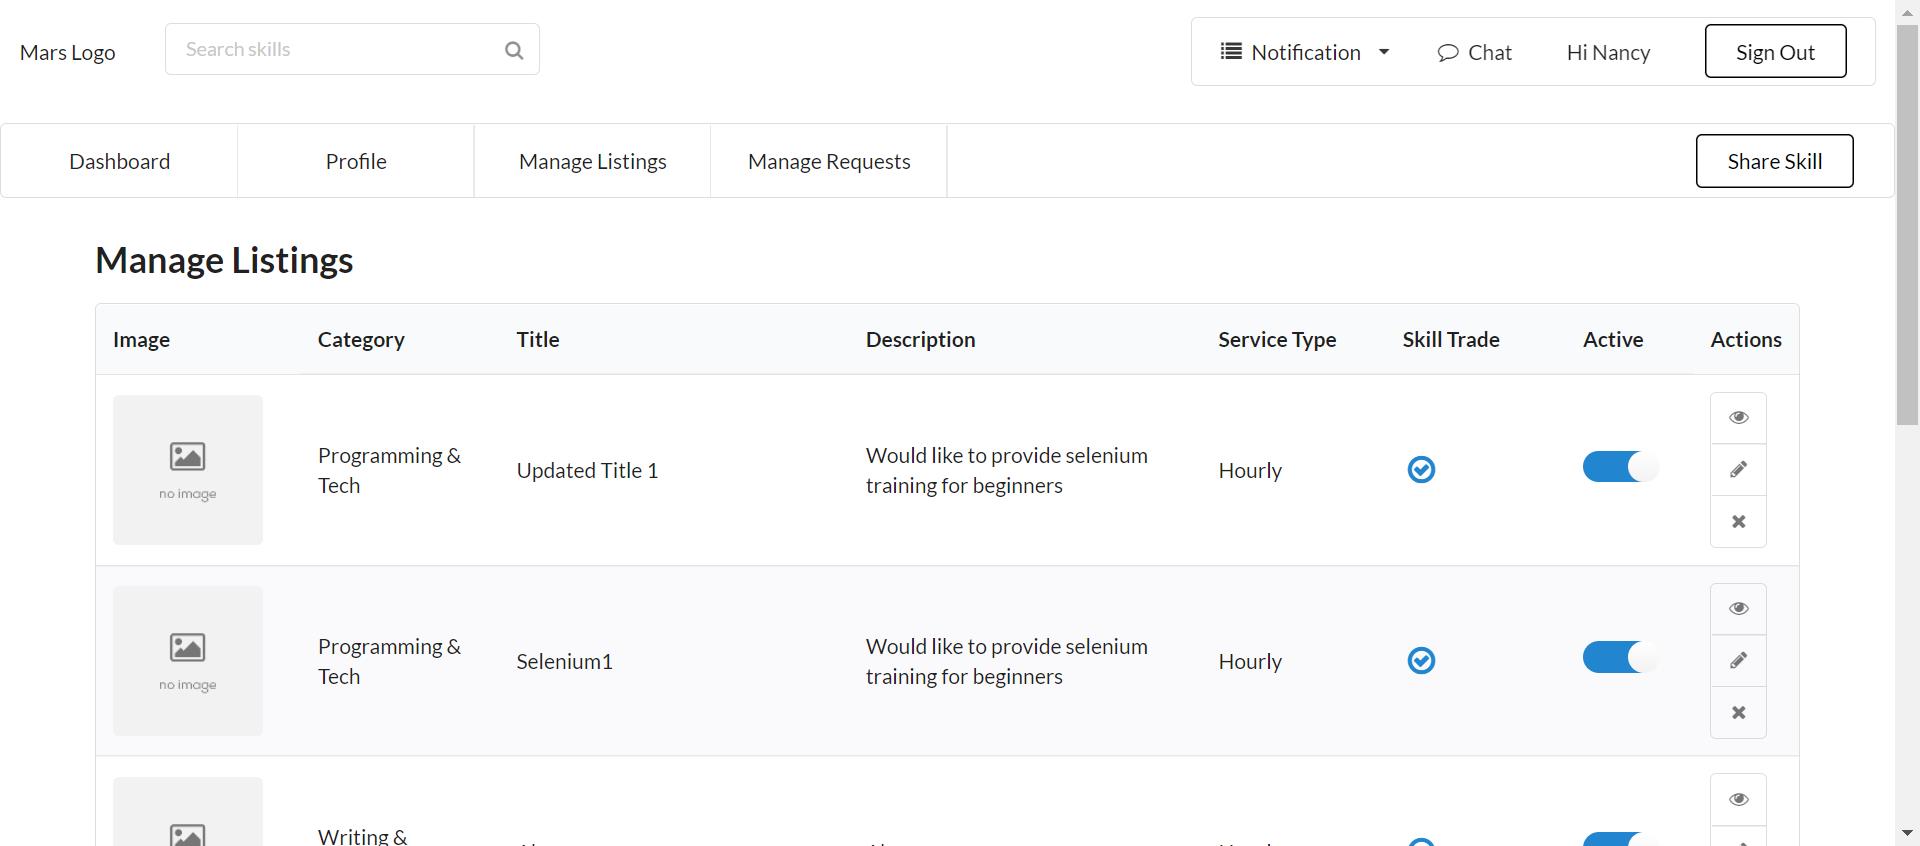 Mars Logo
Search skills
Notification
Chat
Hi Nancy
Sign Out
Dashboard
Profile
Manage Listings
Manage Requests
Share Skill
Manage Listings
Image
Category
Title
Description
Service Type
Skill Trade
Active
Actions
no image
Programming &
Tech
Updated Title 1
Would like to provide selenium
training for beginners
Hourly
no image
Programming &
Tech
Selenium1
Would like to provide selenium
training for beginners
Hourly
Writing &